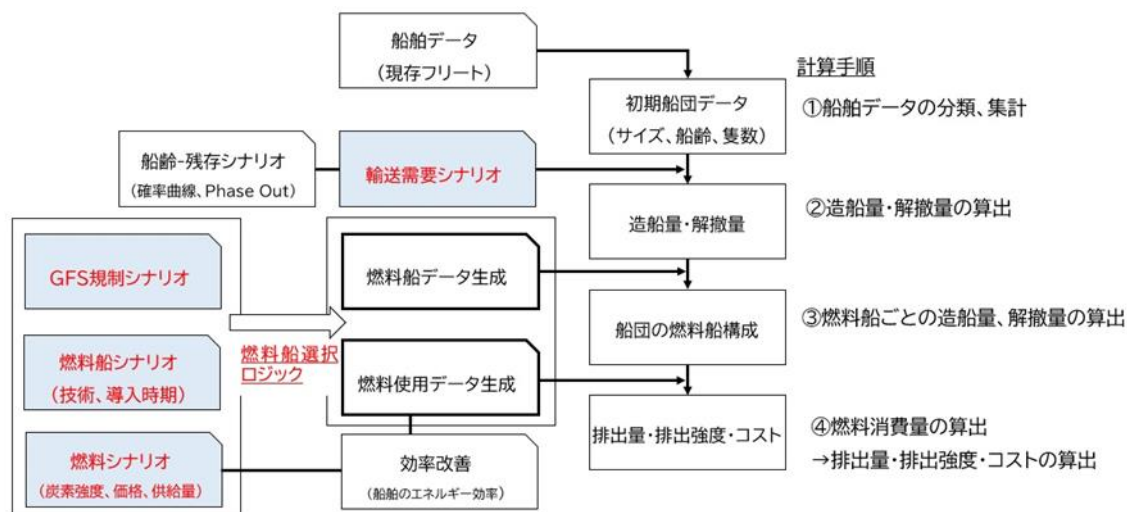 船舶データ
(現存フリート)
計算手順
初期船団データ
(サイズ、船齢、隻数)
①船舶データの分類、集計
船齢-残存シナリオ
(確率曲線、Phase Out)
輸送需要シナリオ
造船量・解撤量
②造船量・解撤量の算出
GFS規制シナリオ
燃料船データ生成
船団の燃料船構成
③燃料船ごとの造船量、解撤量の算出
燃料船選択
ロジック
燃料船シナリオ
(技術、導入時期)
燃料使用データ生成
排出量・排出強度・コスト
④燃料消費量の算出
→排出量・排出強度・コストの算出
燃料シナリオ
(炭素強度、価格、供給量)
効率改善
(船舶のエネルギー効率)